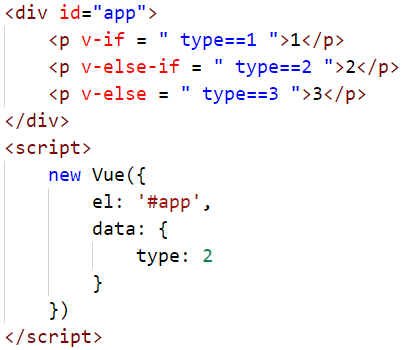 <div id="app">
    <p v-if = " type==1 ">1</p>
    <p v-else-if = " type==2 ">2</p>
    <p v-else = " type==3 ">3</p>
</div>
<script>
    new Vue({
        el: '#app',
        data: {
            type: 2
        }
    })
</script>